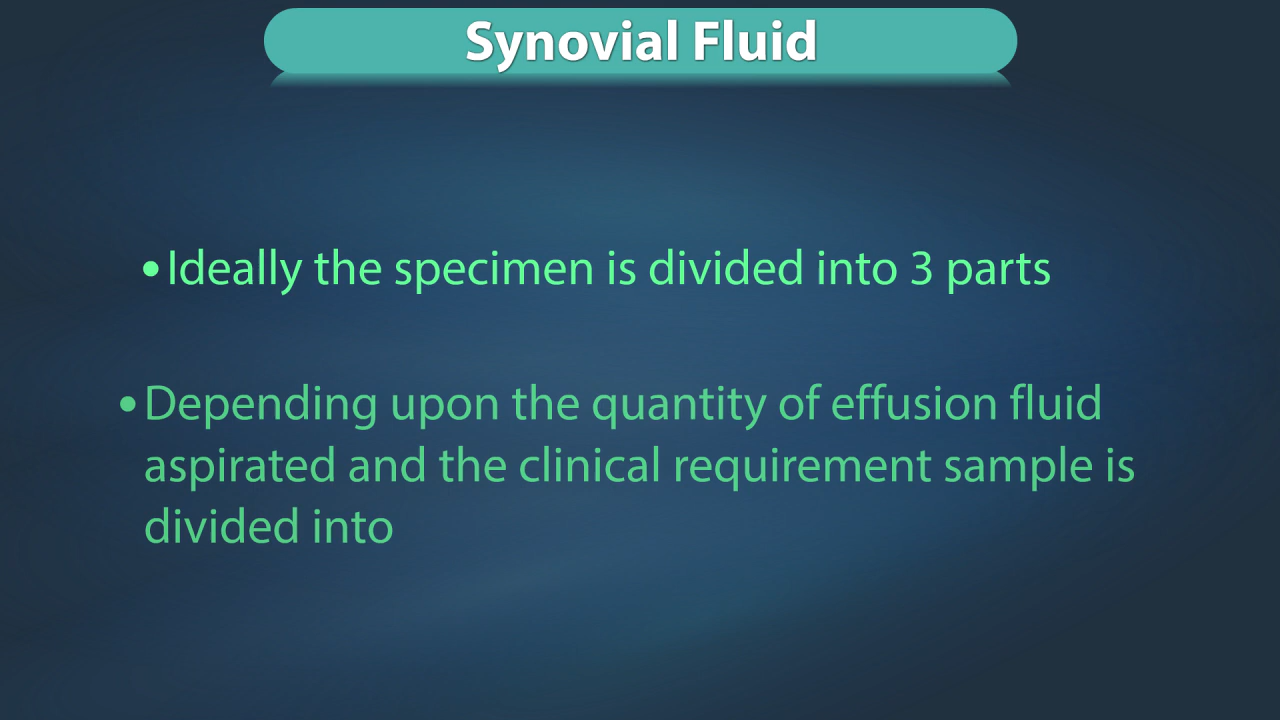 Synovial Fluid
•Ideally the specimen is divided into 3 parts
•Depending upon the quantity of effusion fluid
aspirated and the clinical requirement sample is
divided into